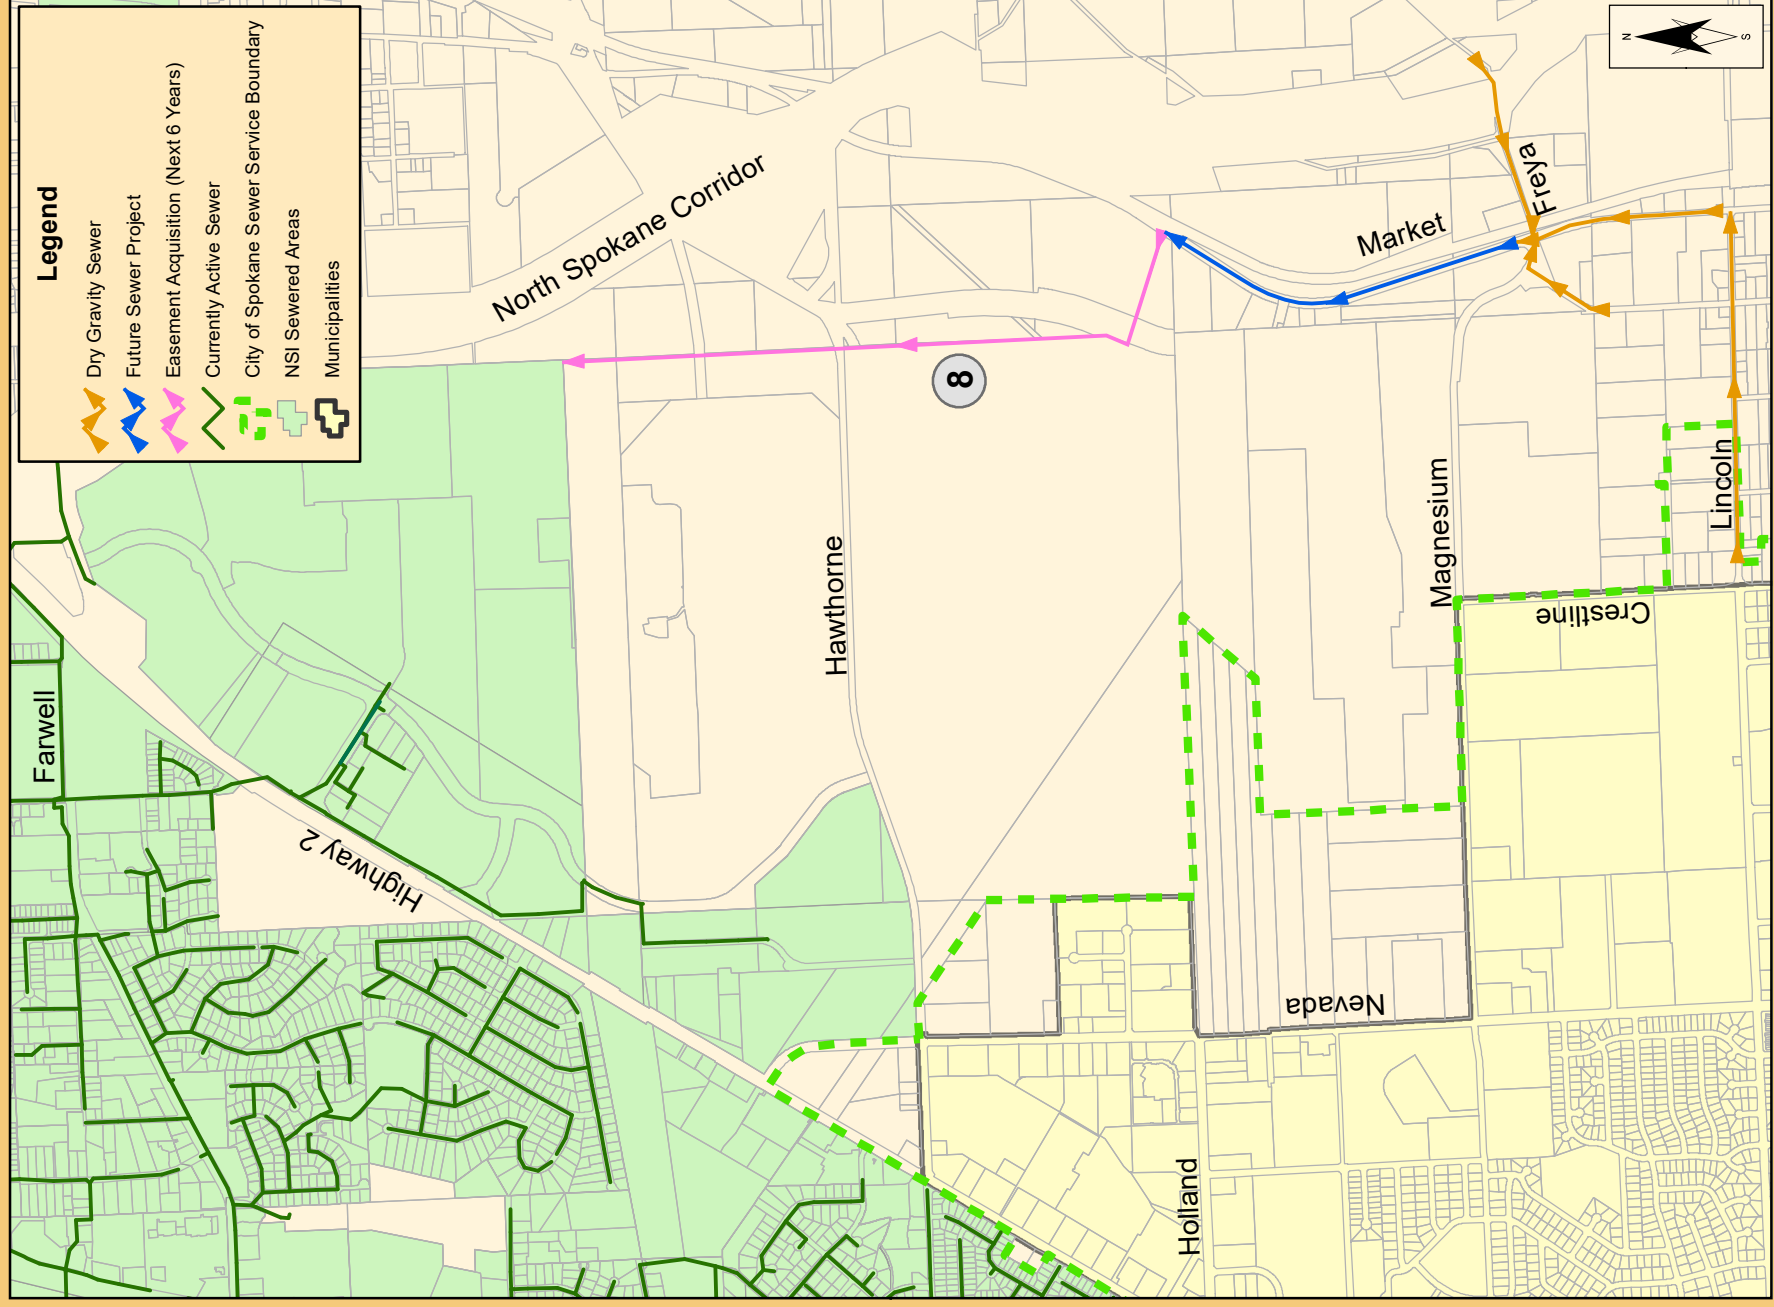 Legend
Dry Gravity Sewer
Future Sewer Project
Easement Acquisition (Next 6 Years)
Currently Active Sewer
City of Spokane Sewer Service Boundary
NSI Sewered Areas
Municipalities
N
S
North Spokane Corridor
Farwell
Highway 2
Hawthorne
8
Market
Freya
Magnesium
Lincoln
Crestline
Nevada
Holland